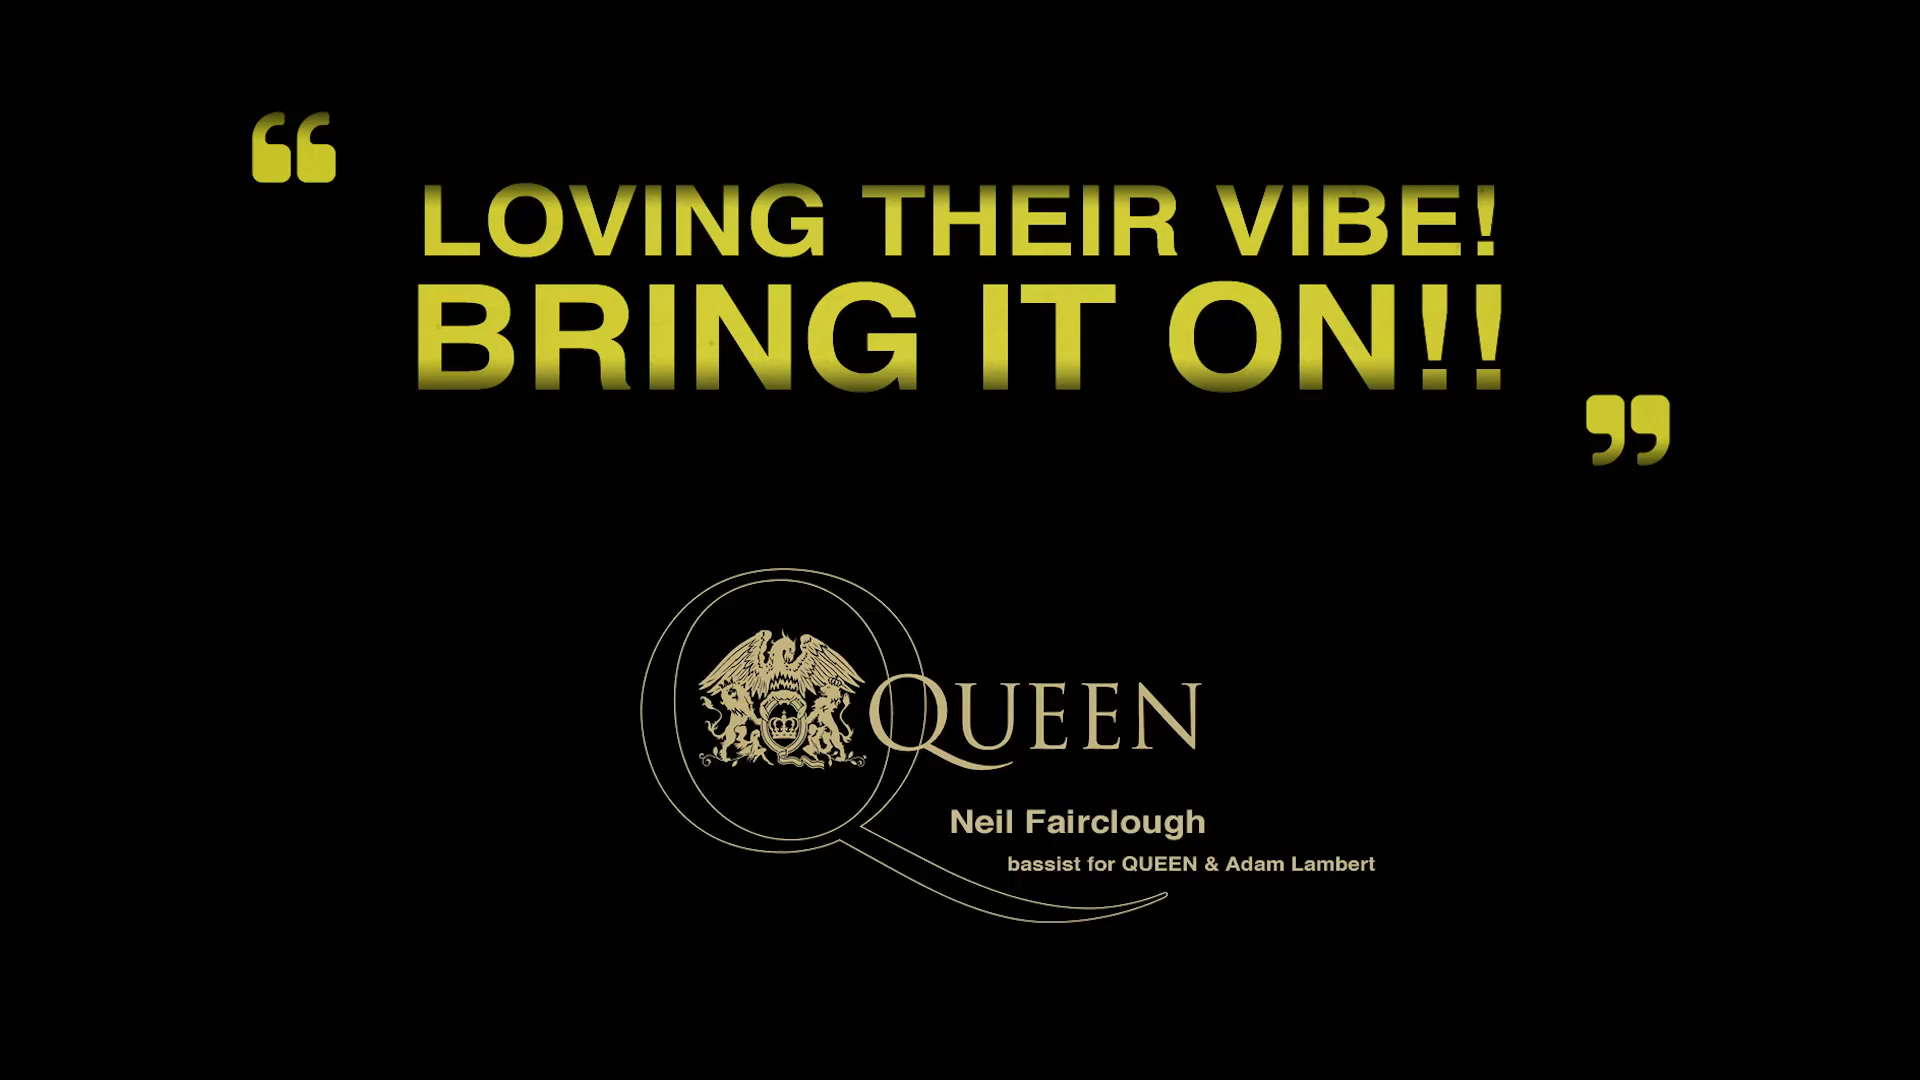 “
LOVING THEIR VIBE!
BRING IT ON!!
”
QUEEN
Neil Fairclough
bassist for QUEEN & Adam Lambert